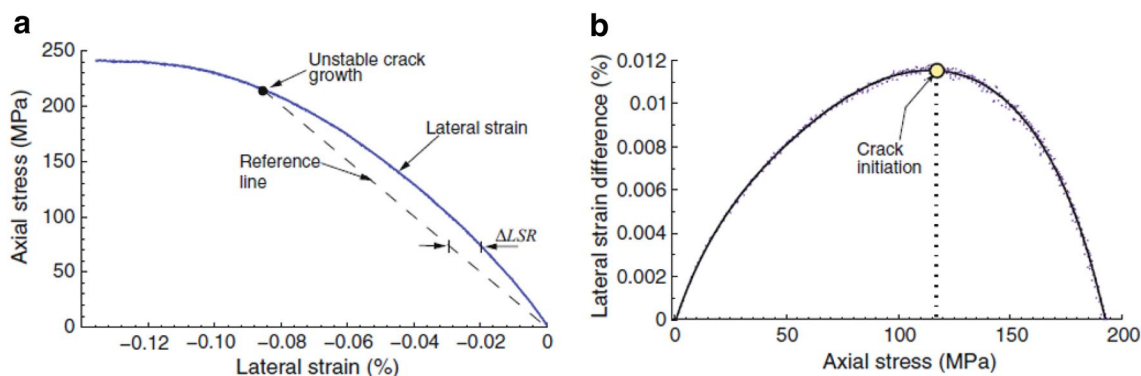 a
250
200
150
100
50
0
Axial stress (MPa)
Unstable crack
growth
Lateral strain
Reference
line
ΔLSR
−0.12
−0.10
−0.08
−0.06
−0.04
−0.02
0
Lateral strain (%)
b
0.012
0.01
0.008
0.006
0.004
0.002
0
Lateral strain difference (%)
Crack
initiation
0
50
100
150
200
Axial stress (MPa)